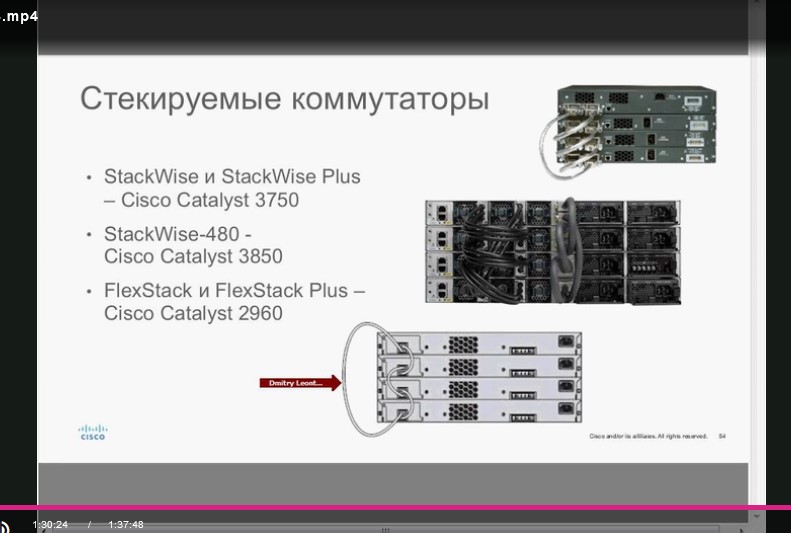 .mp4
Стекируемые коммутаторы
• StackWise и StackWise Plus
– Cisco Catalyst 3750
• StackWise-480 -
Cisco Catalyst 3850
• FlexStack и FlexStack Plus –
Cisco Catalyst 2960
Dmitry Leont...
CISCO
Cisco and/or its affiliates. All rights reserved. 64
1:30:24 / 1:37:48